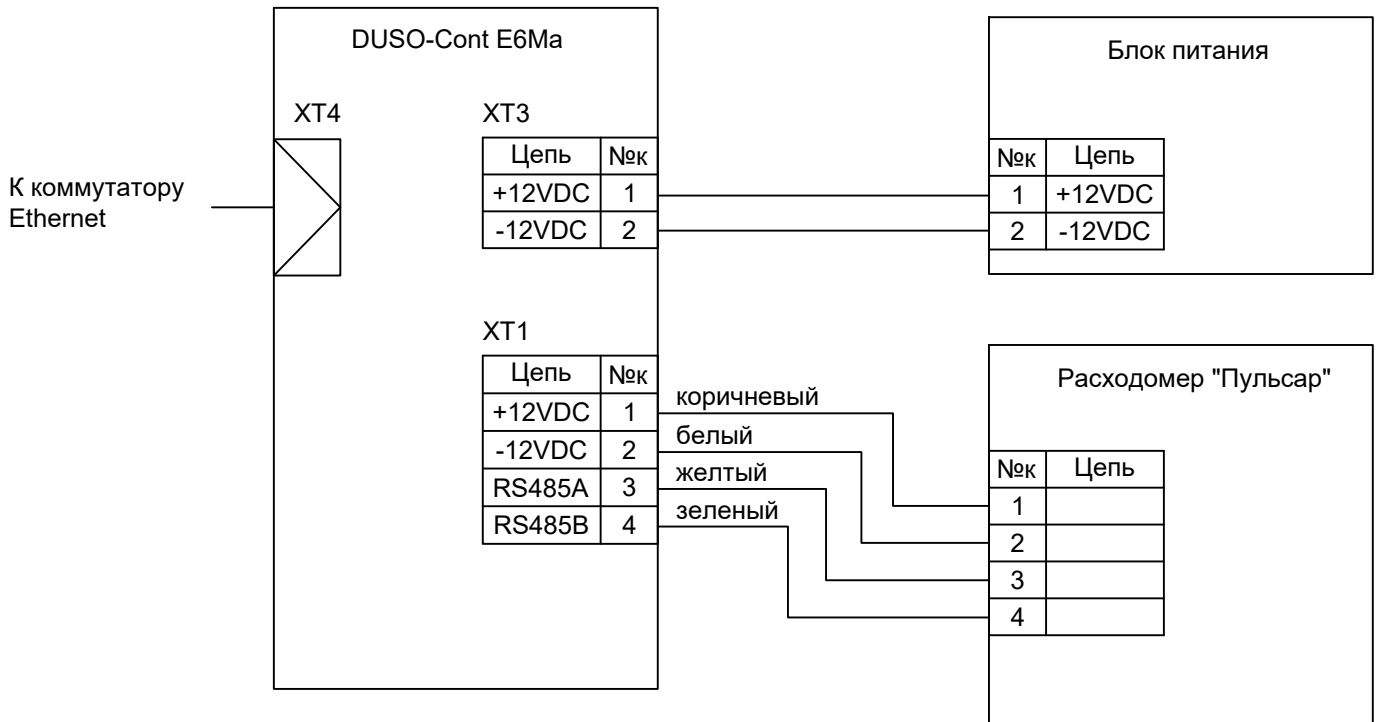 DUSO-Cont E6Ma
Блок питания
XT4
XT3
Цепь №к
+12VDC 1
-12VDC 2
№к Цепь
1 +12VDC
2 -12VDC
К коммутатору
Ethernet
XT1
Цепь №к
+12VDC 1
-12VDC 2
RS485A 3
RS485B 4
коричневый
белый
желтый
зеленый
Расходомер "Пульсар"
№к Цепь
1
2
3
4